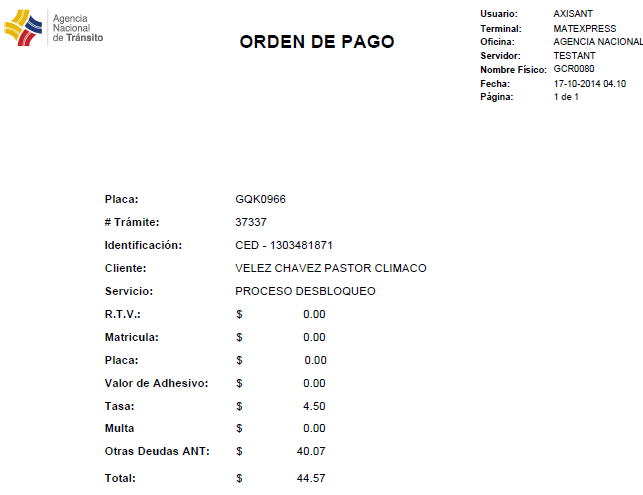 Agencia
Nacional
de Tránsito
ORDEN DE PAGO
Usuario: AXISANT
Terminal: MATEXPRESS
Oficina: AGENCIA NACIONAL
Servidor: TESTANT
Nombre Físico: GCR0080
Fecha: 17-10-2014 04.10
Página: 1 de 1
Placa: GQK0966
# Trámite: 37337
Identificación: CED - 1303481871
Cliente: VELEZ CHAVEZ PASTOR CLIMACO
Servicio: PROCESO DESBLOQUEO
R.T.V.: $ 0.00
Matricula: $ 0.00
Placa: $ 0.00
Valor de Adhesivo: $ 0.00
Tasa: $ 4.50
Multa $ 0.00
Otras Deudas ANT: $ 40.07
Total: $ 44.57